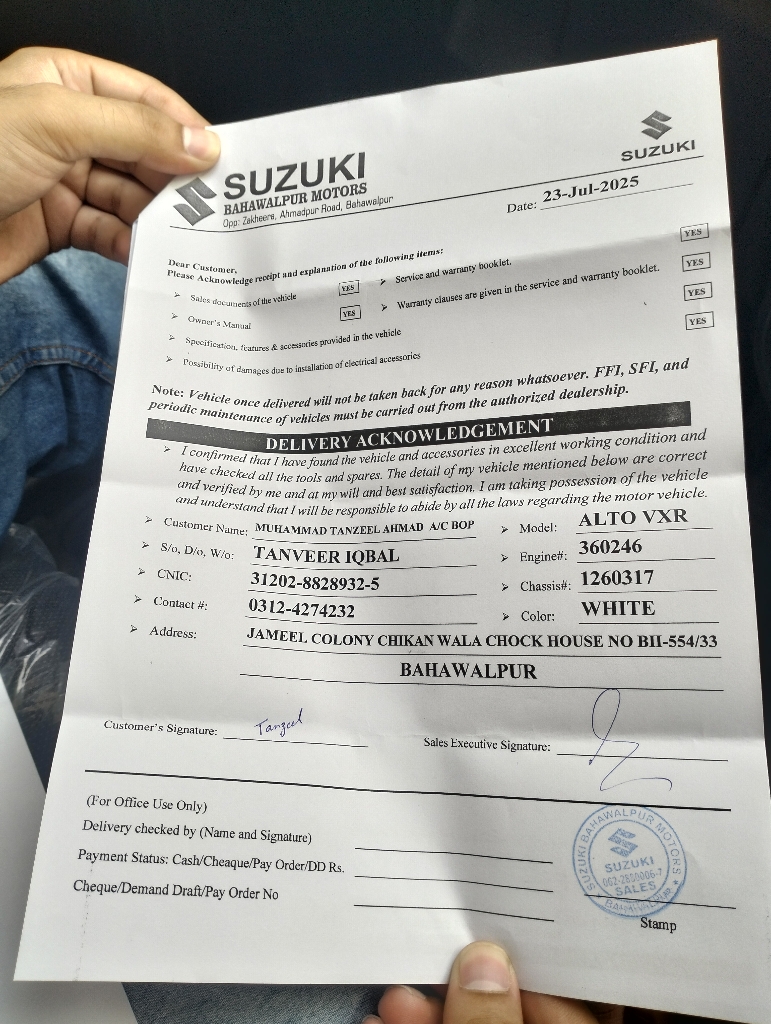 SUZUKI
SUZUKI
BAHAWALPUR MOTORS
Opp: Zakheera, Ahmadpur Road, Bahawalpur
Date: 23-Jul-2025
Dear Customer,
Please Acknowledge receipt and explanation of the following items:
➢ Sales documents of the vehicle YES ➢ Service and warranty booklet. YES
➢ Owner's Manual YES ➢ Warranty clauses are given in the service and warranty booklet. YES
➢ Specification, features & accessories provided in the vehicle YES
➢ Possibility of damages due to installation of electrical accessories YES
Note: Vehicle once delivered will not be taken back for any reason whatsoever. FFI, SFI, and
periodic maintenance of vehicles must be carried out from the authorized dealership.
DELIVERY ACKNOWLEDGEMENT
➢ I confirmed that I have found the vehicle and accessories in excellent working condition and
have checked all the tools and spares. The detail of my vehicle mentioned below are correct
and verified by me and at my will and best satisfaction. I am taking possession of the vehicle
and understand that I will be responsible to abide by all the laws regarding the motor vehicle.
➢ Customer Name: MUHAMMAD TANZEEL AHMAD A/C BOP ➢ Model: ALTO VXR
➢ S/o, D/o, W/o: TANVEER IQBAL ➢ Engine#: 360246
➢ CNIC: 31202-8828932-5 ➢ Chassis#: 1260317
➢ Contact #: 0312-4274232 ➢ Color: WHITE
➢ Address: JAMEEL COLONY CHIKAN WALA CHOCK HOUSE NO BII-554/33
BAHAWALPUR
Customer's Signature: Tanzeel Sales Executive Signature:
(For Office Use Only)
Delivery checked by (Name and Signature)
Payment Status: Cash/Cheaque/Pay Order/DD Rs.
Cheque/Demand Draft/Pay Order No
SUZUKI BAHAWALPUR MOTORS
SUZUKI
SALES
Stamp